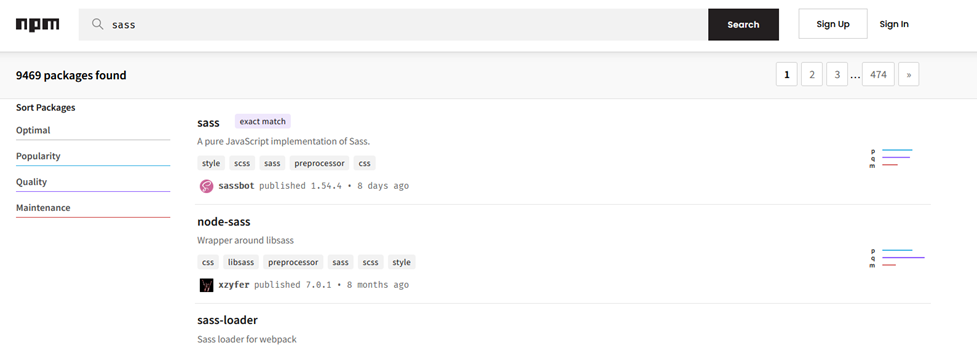 npm
sass
Search
Sign Up
Sign In
9469 packages found
1 2 3 ... 474 »
Sort Packages
Optimal
Popularity
Quality
Maintenance
sass exact match
A pure JavaScript implementation of Sass.
style scss sass preprocessor css
sassbot published 1.54.4 • 8 days ago
p
q
m
node-sass
Wrapper around libsass
css libsass preprocessor sass scss style
xzyfer published 7.0.1 • 8 months ago
p
q
m
sass-loader
Sass loader for webpack